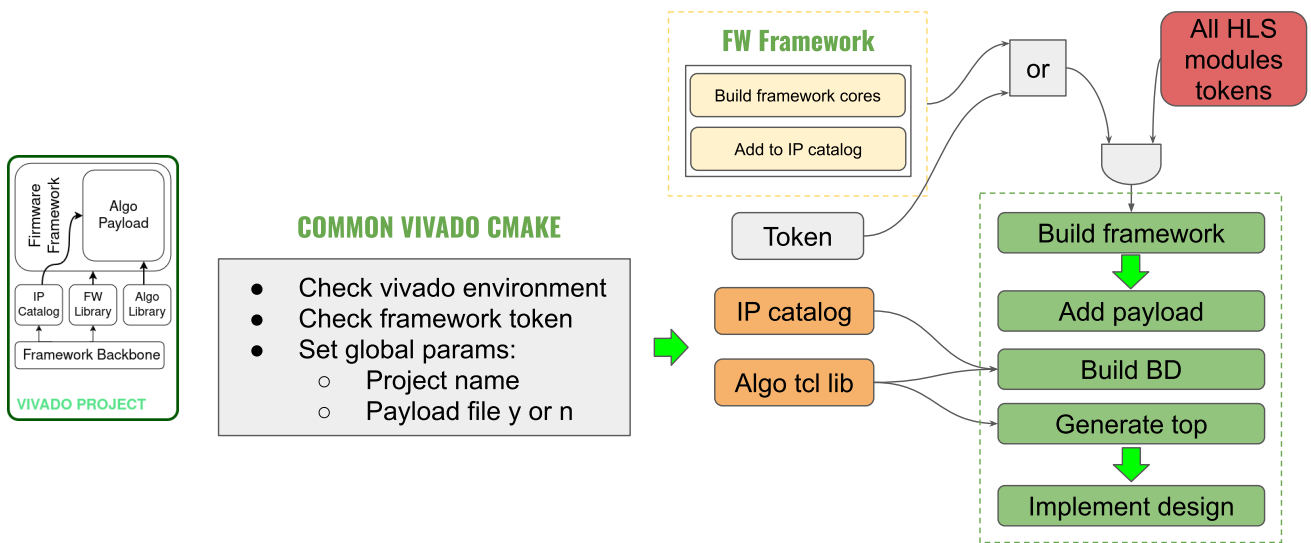 Firmware
Framework
Algo
Payload
IP
Catalog
FW
Library
Algo
Library
Framework Backbone
VIVADO PROJECT
COMMON VIVADO CMAKE
● Check vivado environment
● Check framework token
● Set global params:
○ Project name
○ Payload file y or n
FW Framework
Build framework cores
Add to IP catalog
Token
IP catalog
Algo tcl lib
or
All HLS
modules
tokens
Build framework
Add payload
Build BD
Generate top
Implement design